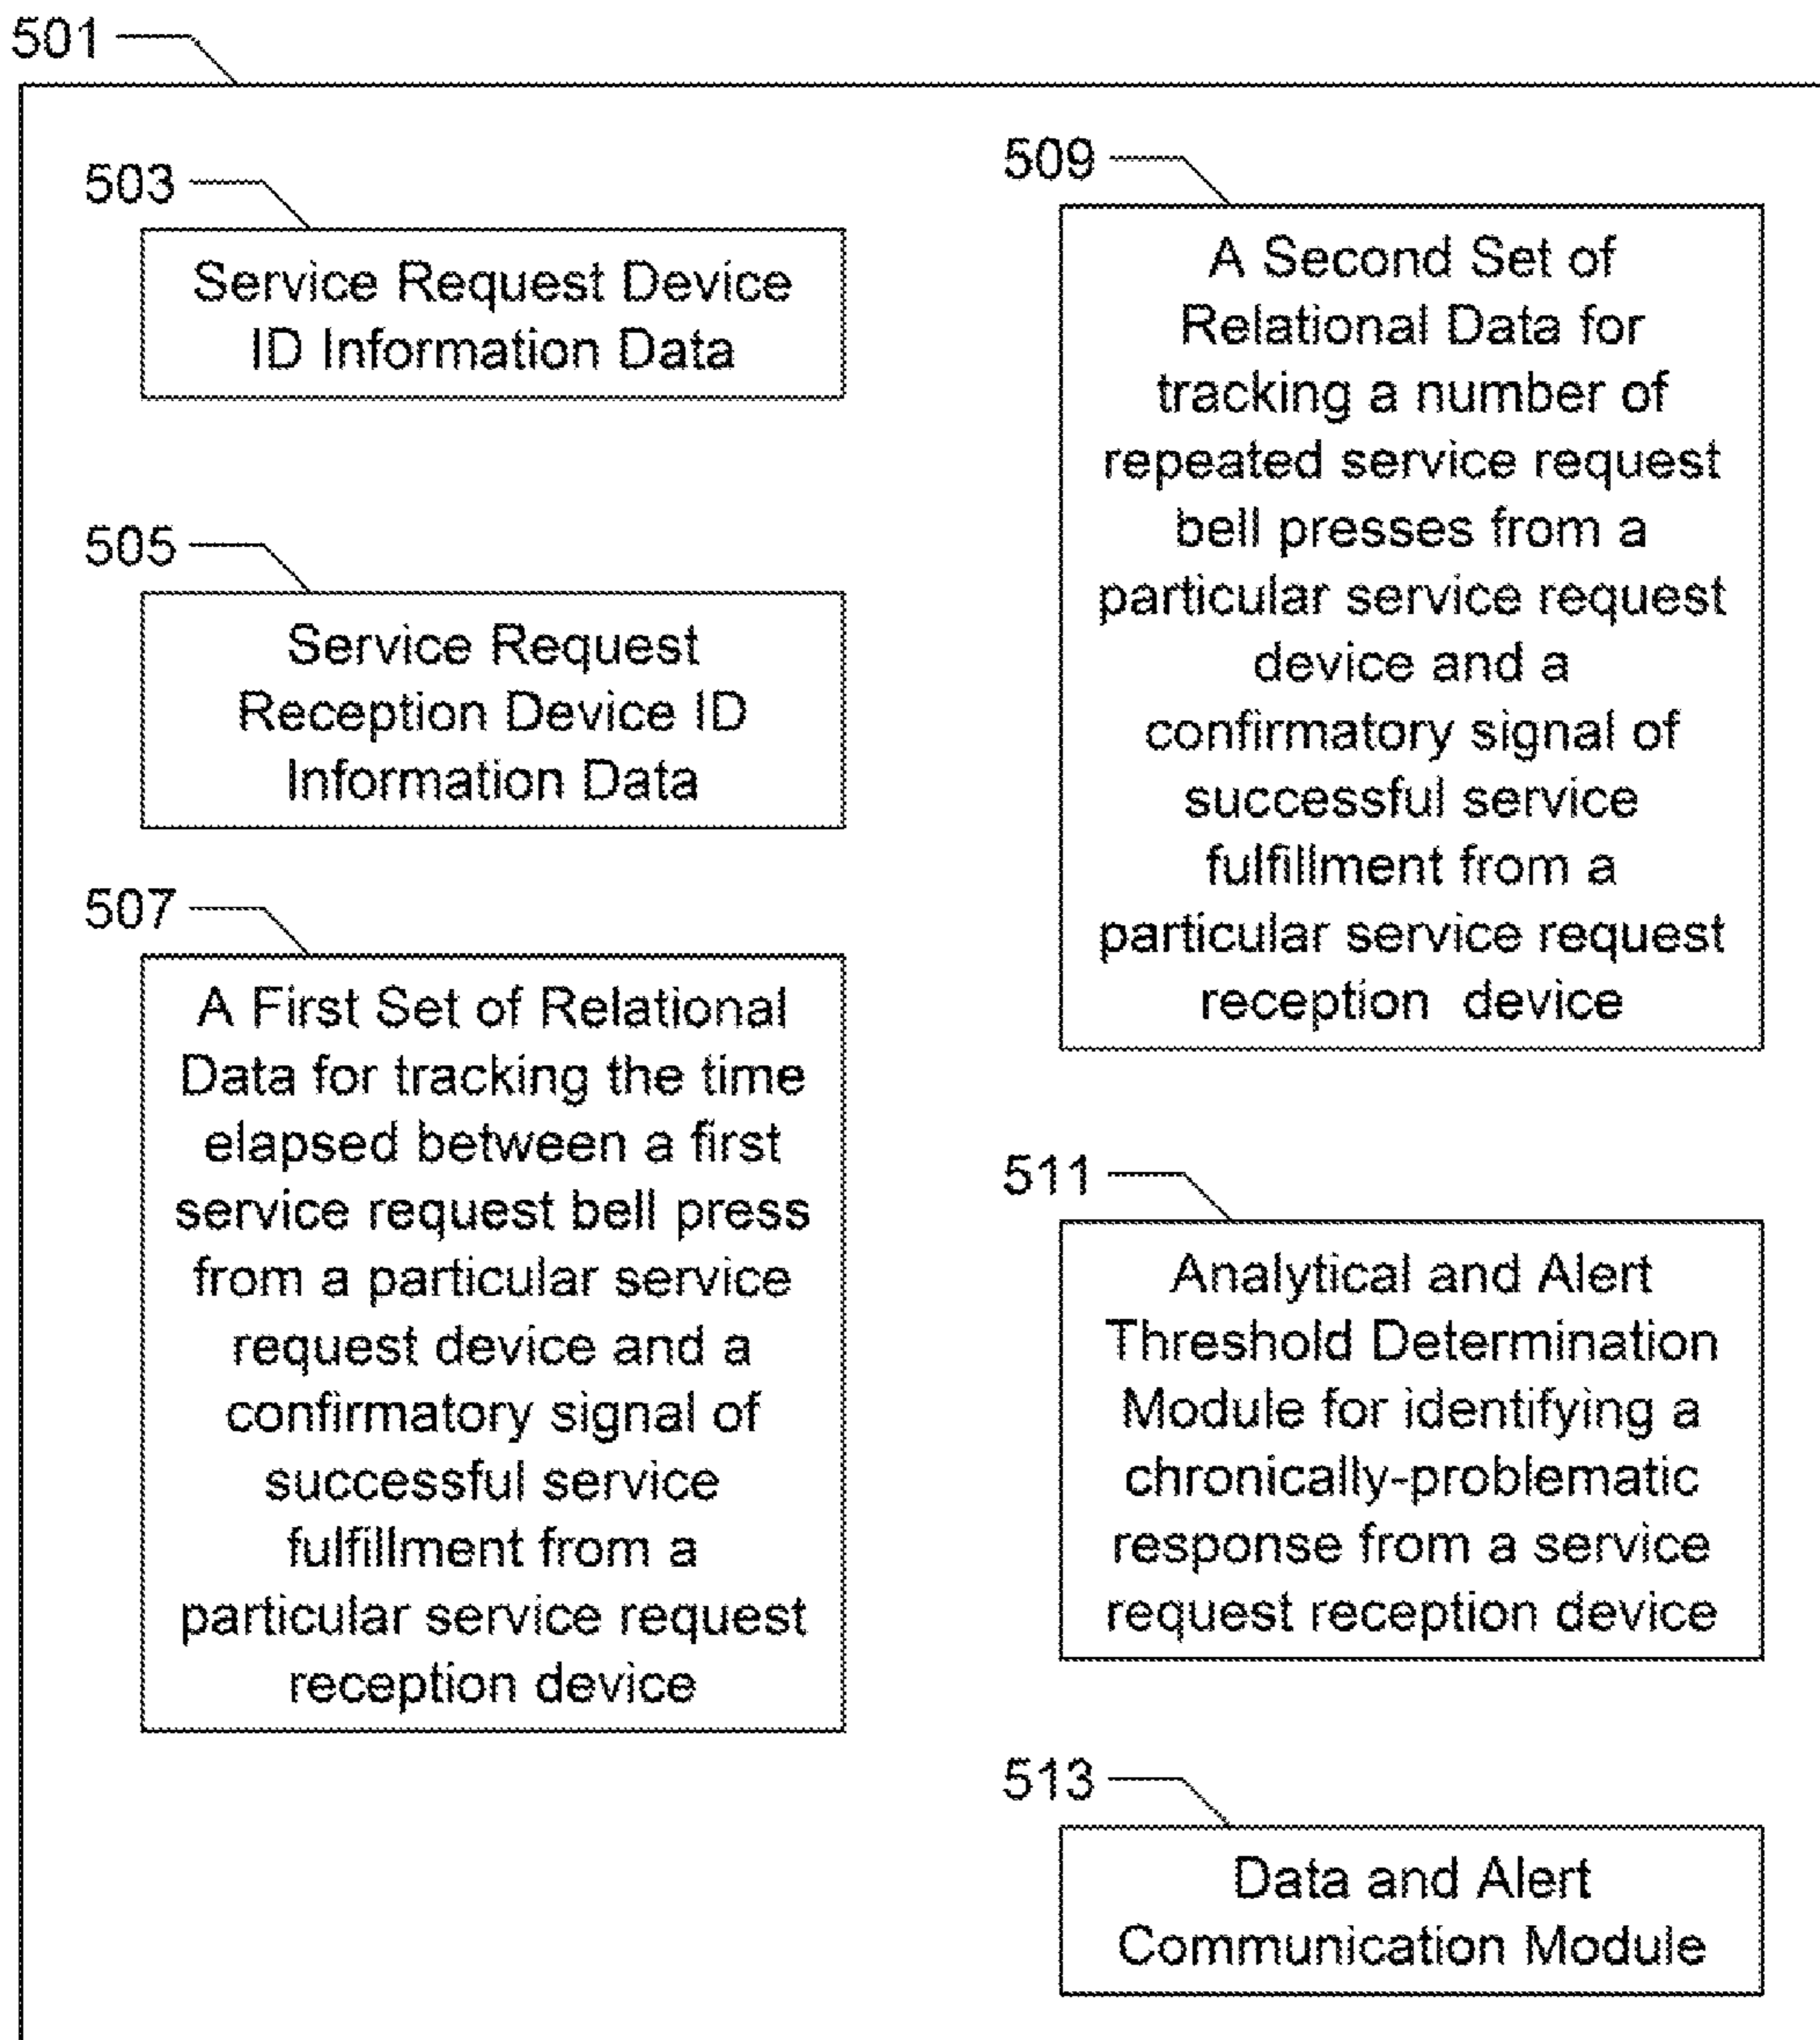 501
503
Service Request Device
ID Information Data
505
Service Request
Reception Device ID
Information Data
507
A First Set of Relational
Data for tracking the time
elapsed between a first
service request bell press
from a particular service
request device and a
confirmatory signal of
successful service
fulfillment from a
particular service request
reception device
509
A Second Set of
Relational Data for
tracking a number of
repeated service request
bell presses from a
particular service request
device and a
confirmatory signal of
successful service
fulfillment from a
particular service request
reception device
511
Analytical and Alert
Threshold Determination
Module for identifying a
chronically-problematic
response from a service
request reception device
513
Data and Alert
Communication Module